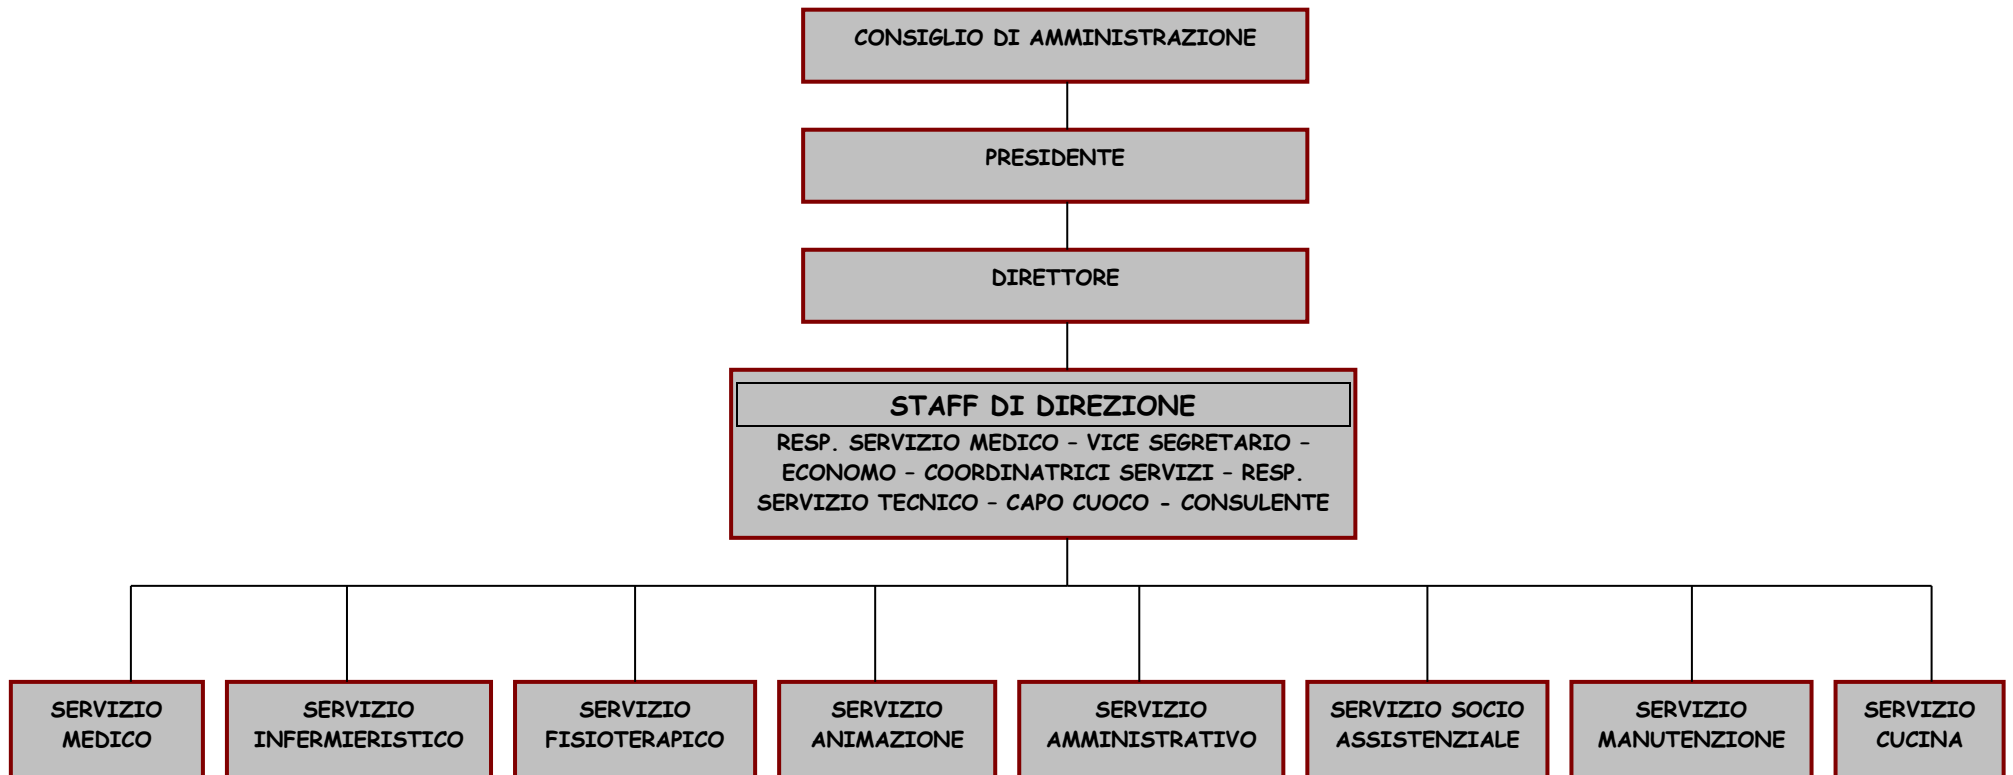 CONSIGLIO DI AMMINISTRAZIONE
PRESIDENTE
DIRETTORE
STAFF DI DIREZIONE
RESP. SERVIZIO MEDICO – VICE SEGRETARIO –
ECONOMO – COORDINATRICI SERVIZI – RESP.
SERVIZIO TECNICO – CAPO CUOCO - CONSULENTE
SERVIZIO
MEDICO
SERVIZIO
INFERMIERISTICO
SERVIZIO
FISIOTERAPICO
SERVIZIO
ANIMAZIONE
SERVIZIO
AMMINISTRATIVO
SERVIZIO SOCIO
ASSISTENZIALE
SERVIZIO
MANUTENZIONE
SERVIZIO
CUCINA